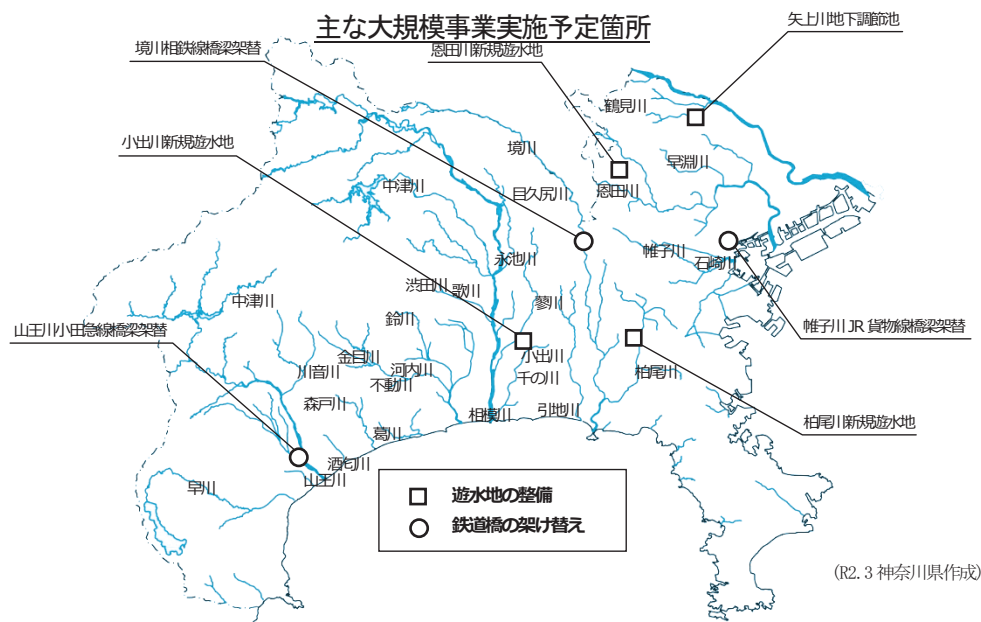 主な大規模事業実施予定箇所
矢上川地下調節池
境川相鉄線橋梁架替
恩田川新規遊水地
鶴見川
小出川新規遊水地
境川
早淵川
中津川
目久尻川
恩田川
永池川
帷子川
石崎川
渋田川
歌川
中津川
蓼川
鈴川
山王川小田急線橋梁架替
帷子川JR貨物線橋梁架替
金目川
小出川
川音川
河内川
千の川
柏尾川
不動川
森戸川
相模川
引地川
柏尾川新規遊水地
葛川
酒匂川
山王川
早川
遊水地の整備
鉄道橋の架け替え
(R2.3 神奈川県作成)